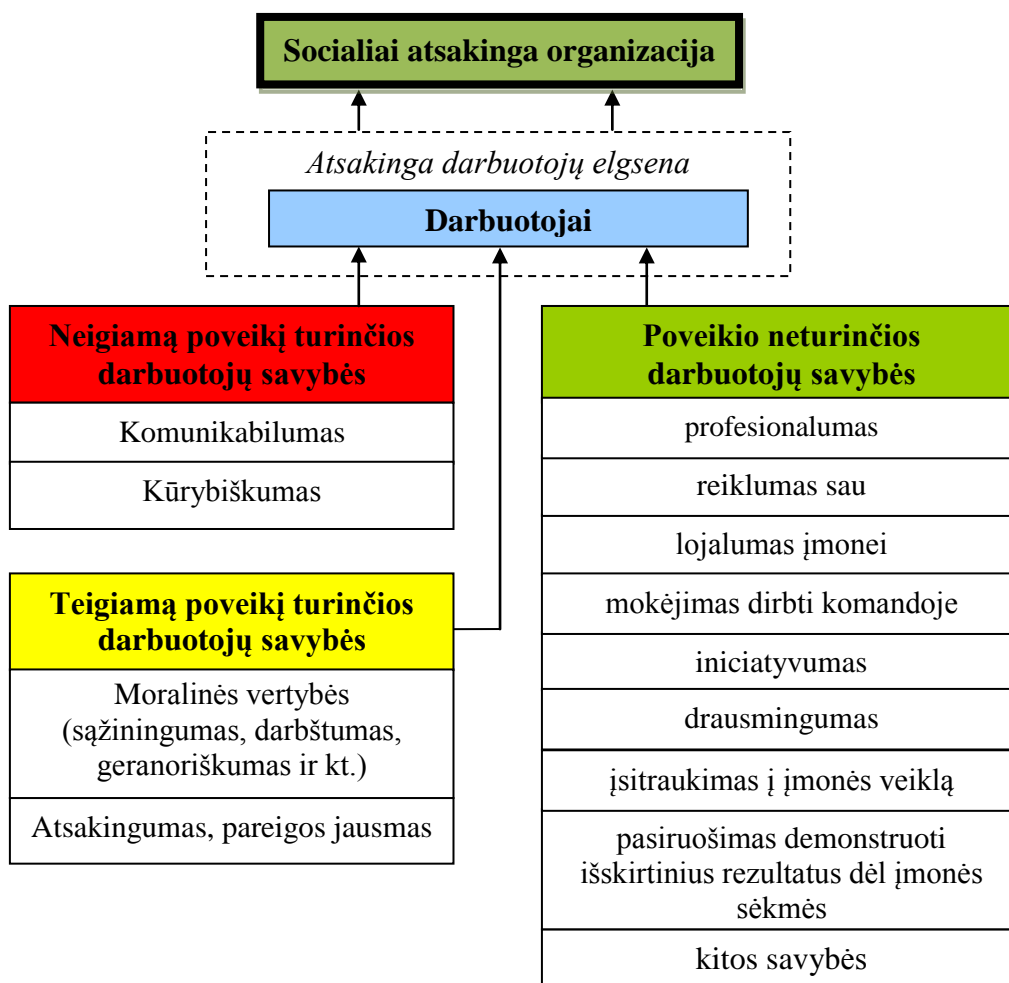 Socialiai atsakinga organizacija
Atsakinga darbuotojų elgsena
Darbuotojai
Neigiamą poveikį turinčios
darbuotojų savybės
Komunikabilumas
Kūrybiškumas
Teigiamą poveikį turinčios
darbuotojų savybės
Moralinės vertybės
(sąžiningumas, darbštumas,
geranoriškumas ir kt.)
Atsakingumas, pareigos jausmas
Poveikio neturinčios
darbuotojų savybės
profesionalumas
reiklumas sau
lojalumas įmonei
mokėjimas dirbti komandoje
iniciatyvumas
drausmingumas
įsitraukimas į įmonės veiklą
pasiruošimas demonstruoti
išskirtinius rezultatus dėl įmonės
sėkmės
kitos savybės